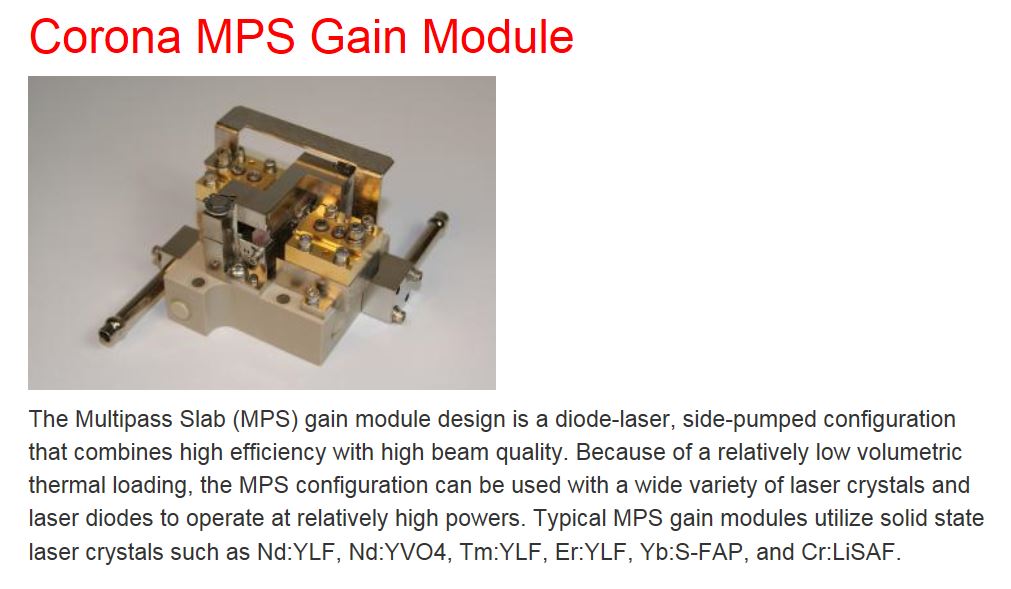 Corona MPS Gain Module
The Multipass Slab (MPS) gain module design is a diode-laser, side-pumped configuration
that combines high efficiency with high beam quality. Because of a relatively low volumetric
thermal loading, the MPS configuration can be used with a wide variety of laser crystals and
laser diodes to operate at relatively high powers. Typical MPS gain modules utilize solid state
laser crystals such as Nd:YLF, Nd:YVO4, Tm:YLF, Er:YLF, Yb:S-FAP, and Cr:LiSAF.